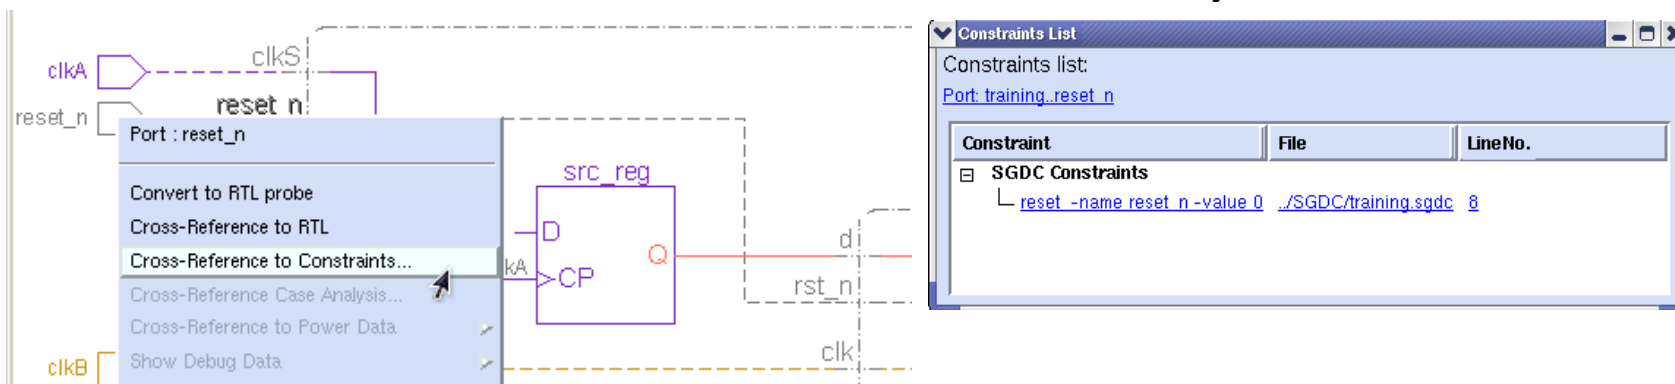 clkA
clkS
reset_n
reset n
Port : reset_n
Convert to RTL probe
Cross-Reference to RTL
Cross-Reference to Constraints...
Cross-Reference Case Analysis...
Cross-Reference to Power Data
Show Debug Data
clkB
src_reg
D
Q
kA
CP
d
rst_n
clk
Constraints List
Constraints list:
Port: training..reset_n
Constraint File LineNo.
SGDC Constraints
reset -name reset_n -value 0 ../SGDC/training.sgdc 8